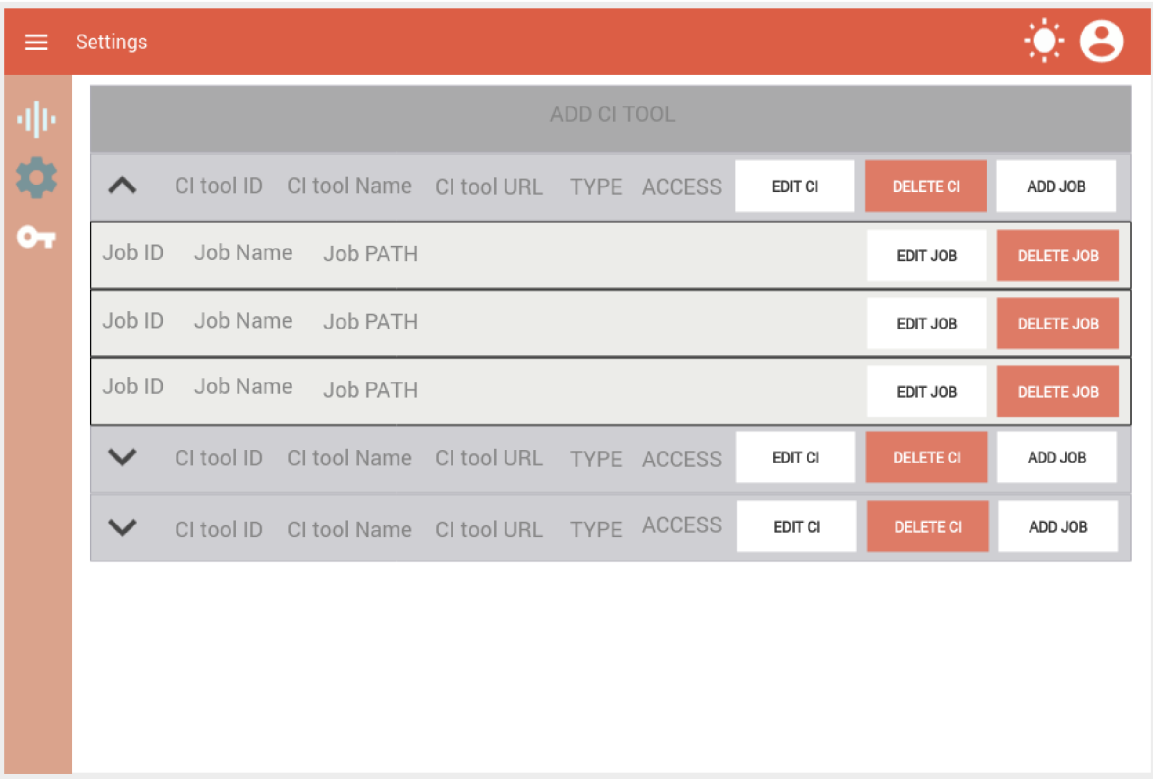 Settings
ADD CI TOOL
CI tool ID CI tool Name CI tool URL TYPE ACCESS EDIT CI DELETE CI ADD JOB
Job ID Job Name Job PATH EDIT JOB DELETE JOB
Job ID Job Name Job PATH EDIT JOB DELETE JOB
Job ID Job Name Job PATH EDIT JOB DELETE JOB
CI tool ID CI tool Name CI tool URL TYPE ACCESS EDIT CI DELETE CI ADD JOB
CI tool ID CI tool Name CI tool URL TYPE ACCESS EDIT CI DELETE CI ADD JOB